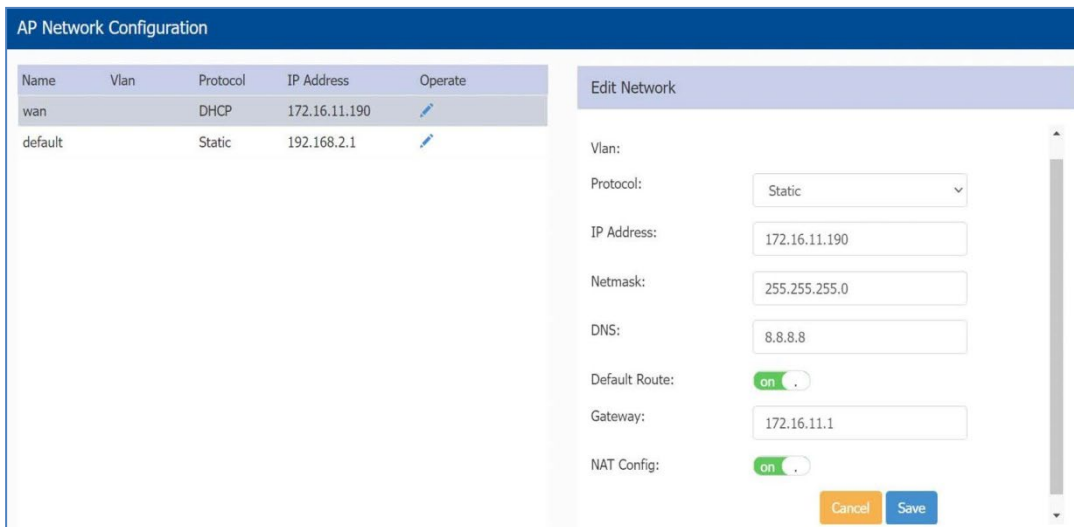 AP Network Configuration
Name Vlan Protocol IP Address Operate
wan DHCP 172.16.11.190
default Static 192.168.2.1
Edit Network
Vlan:
Protocol: Static
IP Address: 172.16.11.190
Netmask: 255.255.255.0
DNS: 8.8.8.8
Default Route: on .
Gateway: 172.16.11.1
NAT Config: on .
Cancel Save